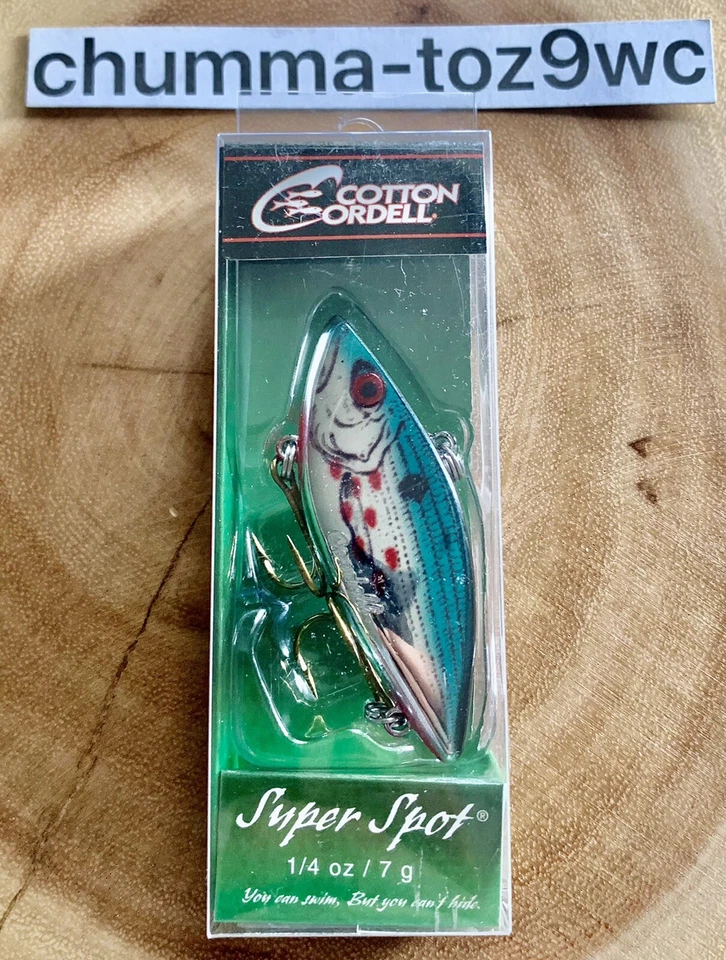 chumma-toz9wc
COTTON
CORDELL®
Super Spot®
1/4 oz / 7 g
You can swim, But you can't hide.